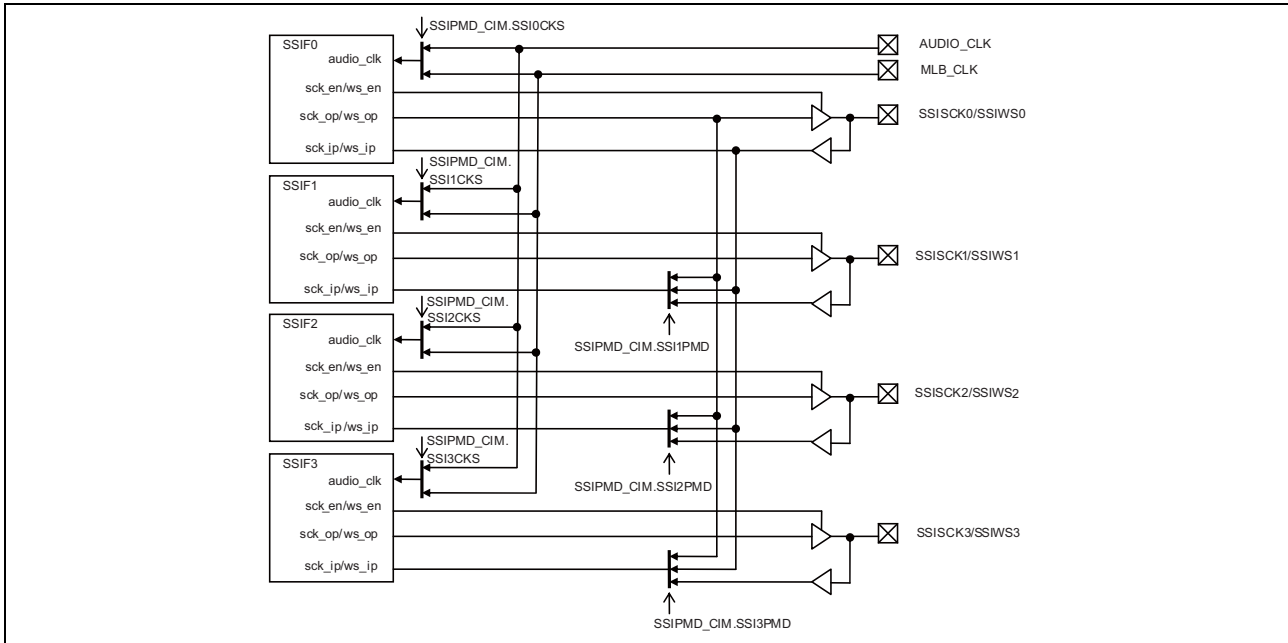 SSIPMD_CIM.SSI0CKS
SSIF0
audio_clk
AUDIO_CLK
MLB_CLK
sck_en/ws_en
sck_op/ws_op
SSISCK0/SSIWS0
sck_ip/ws_ip
SSIPMD_CIM.
SSI1CKS
SSIF1
audio_clk
sck_en/ws_en
sck_op/ws_op
SSISCK1/SSIWS1
sck_ip/ws_ip
SSIPMD_CIM.SSI1PMD
SSIPMD_CIM.
SSI2CKS
SSIF2
audio_clk
sck_en/ws_en
sck_op/ws_op
SSISCK2/SSIWS2
sck_ip/ws_ip
SSIPMD_CIM.SSI2PMD
SSIPMD_CIM.
SSI3CKS
SSIF3
audio_clk
sck_en/ws_en
sck_op/ws_op
SSISCK3/SSIWS3
sck_ip/ws_ip
SSIPMD_CIM.SSI3PMD